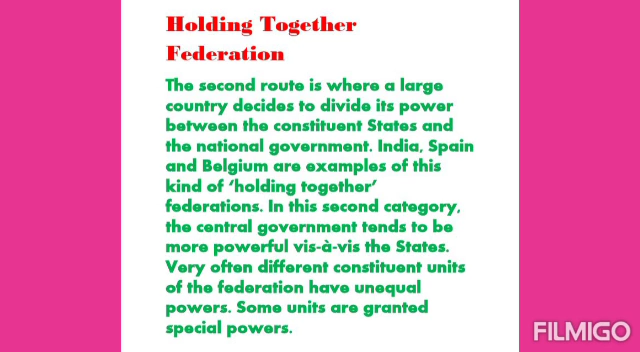 Holding Together
Federation
The second route is where a large
country decides to divide its power
between the constituent States and
the national government. India, Spain
and Belgium are examples of this
kind of ‘holding together’
federations. In this second category,
the central government tends to be
more powerful vis-à-vis the States.
Very often different constituent units
of the federation have unequal
powers. Some units are granted
special powers.
FILMIGO